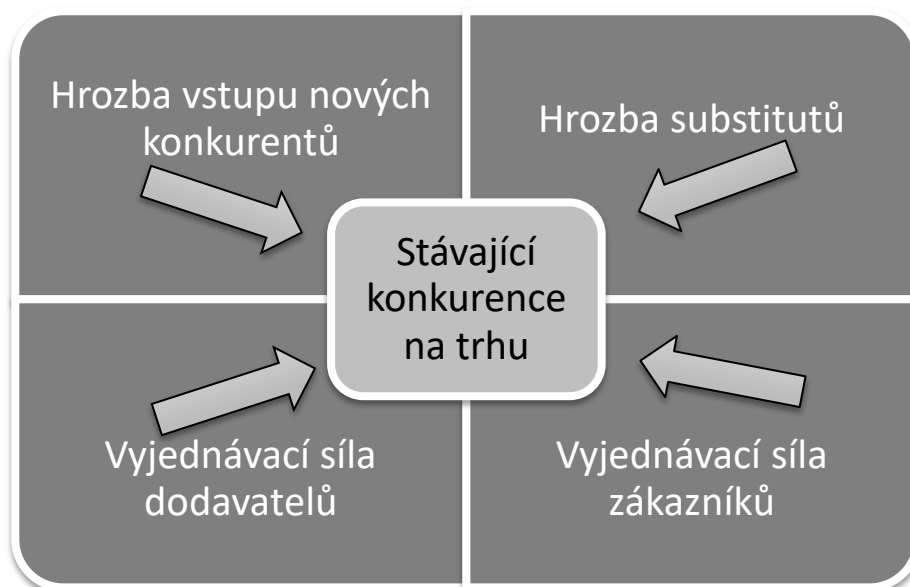 Hrozba vstupu nových
konkurentů
Hrozba substitutů
Stávající
konkurence
na trhu
Vyjednávací síla
dodavatelů
Vyjednávací síla
zákazníků